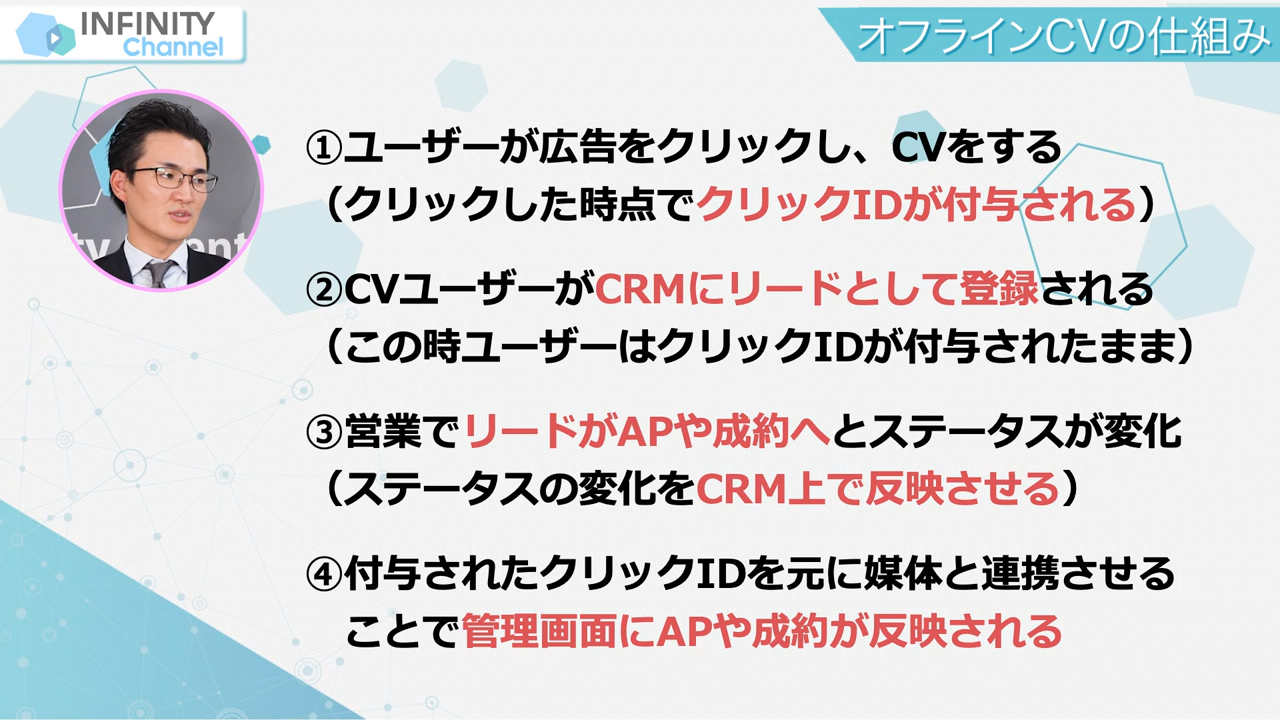 INFINITY
Channel
オフラインCVの仕組み
①ユーザーが広告をクリックし、CVをする
（クリックした時点でクリックIDが付与される）
②CVユーザーがCRMにリードとして登録される
（この時ユーザーはクリックIDが付与されたまま）
③営業でリードがAPや成約へとステータスが変化
（ステータスの変化をCRM上で反映させる）
④付与されたクリックIDを元に媒体と連携させる
ことで管理画面にAPや成約が反映される